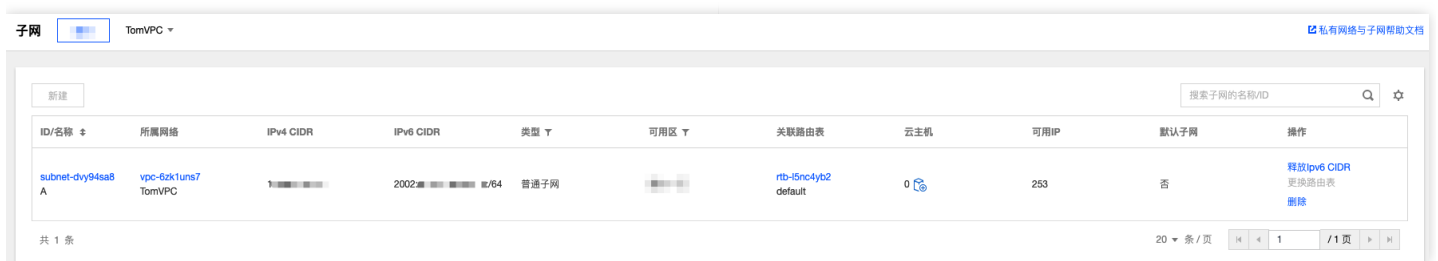 子网 TomVPC
私有网络与子网帮助文档
新建
搜索子网的名称/ID
ID/名称 所属网络 IPv4 CIDR IPv6 CIDR 类型 可用区 关联路由表 云主机 可用IP 默认子网 操作
subnet-dvy94sa8 vpc-6zk1uns7 rtb-l5nc4yb2 释放Ipv6 CIDR
A TomVPC 2002: /64 普通子网 default 0 253 否 更换路由表
删除
共 1 条 20 条 / 页 1 / 1 页